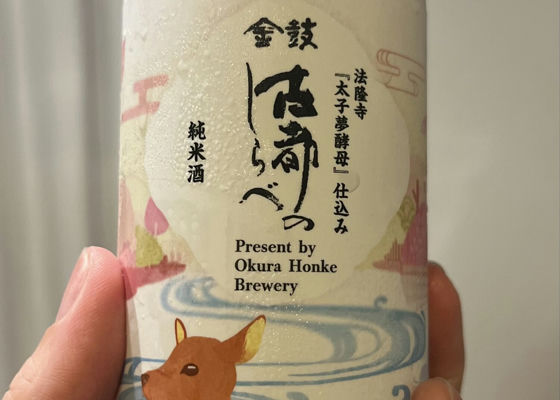 金鼓
法隆寺
『太子夢酵母』仕込み
古都の
しらべ
純米酒
Present by
Okura Honke
Brewery